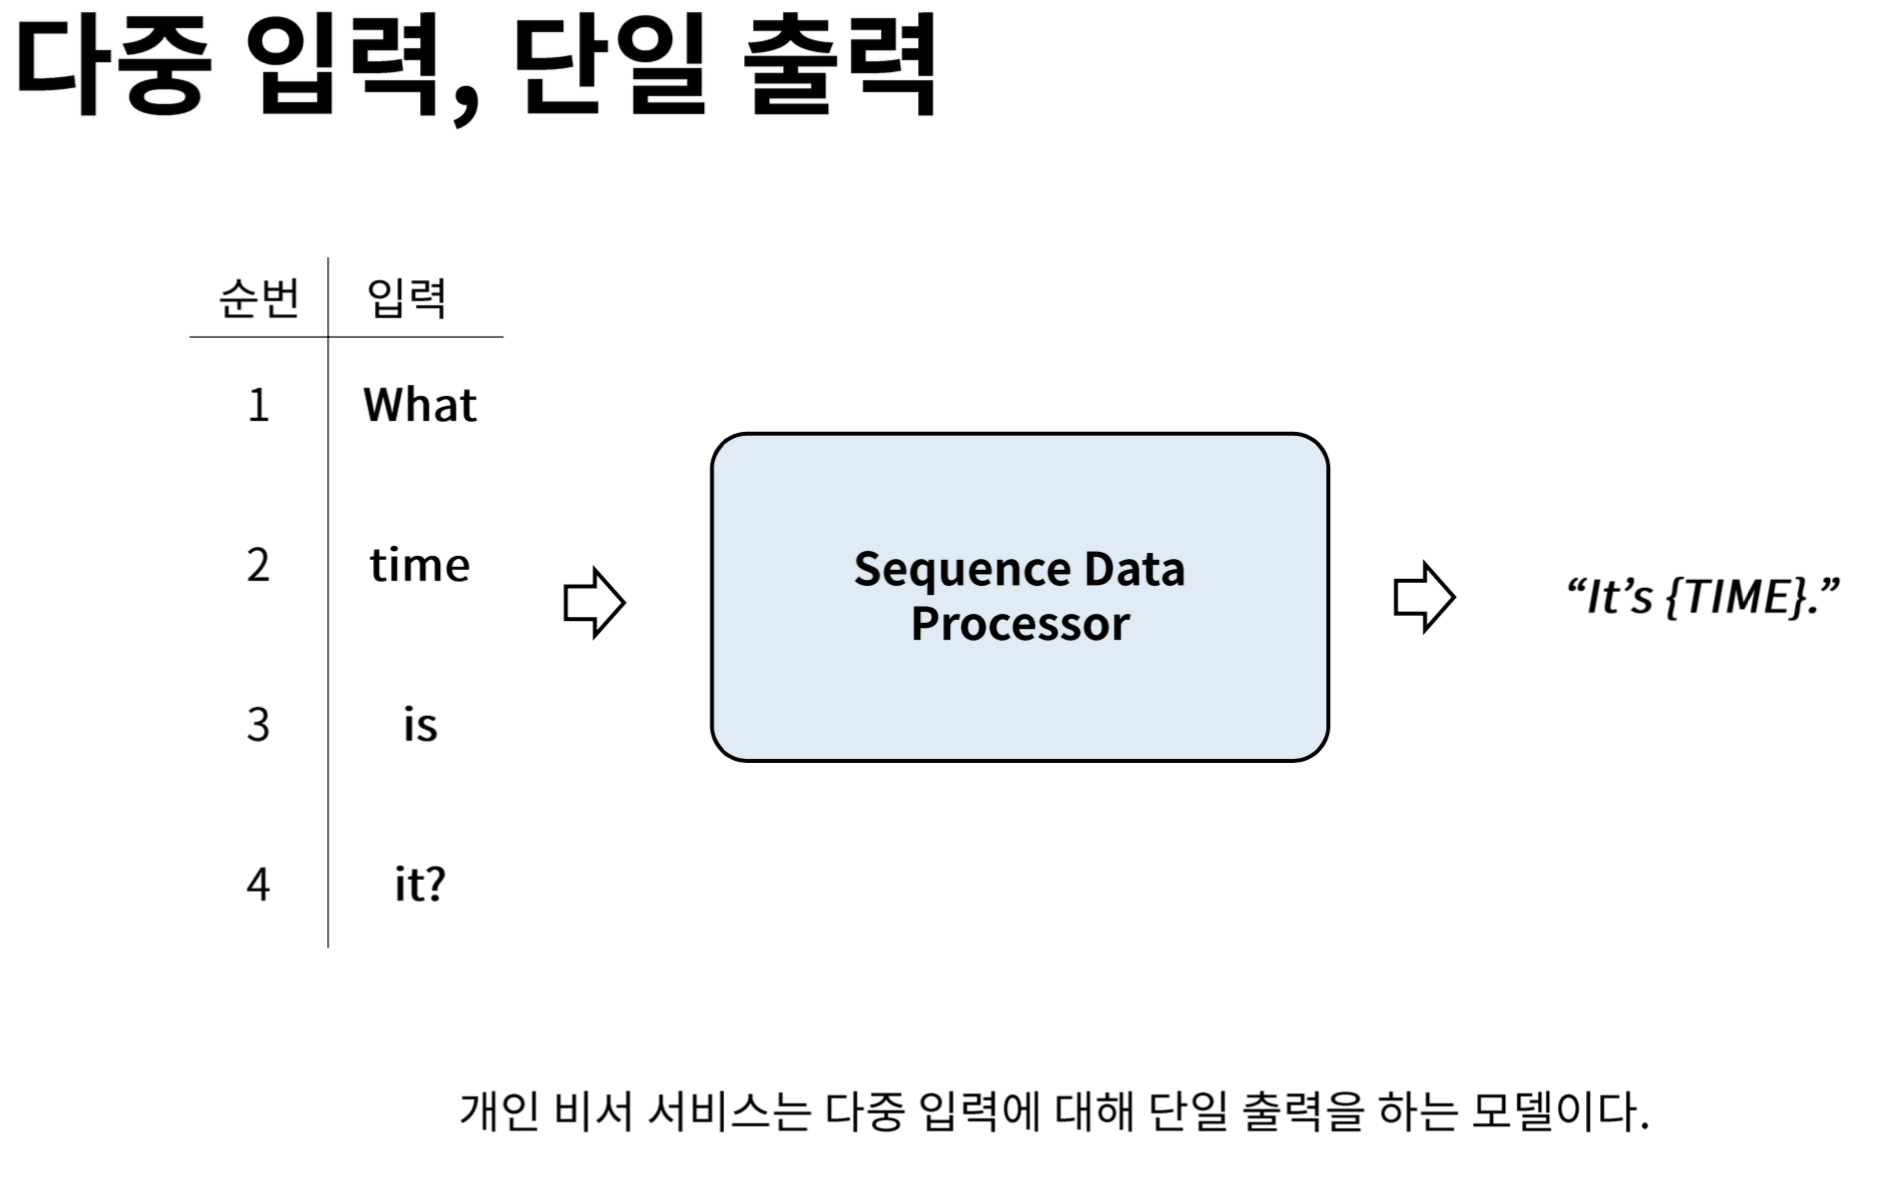 다중 입력, 단일 출력
순번 입력
1 What
2 time
3 is
4 it?
Sequence Data
Processor
“It’s {TIME}.”
개인 비서 서비스는 다중 입력에 대해 단일 출력을 하는 모델이다.